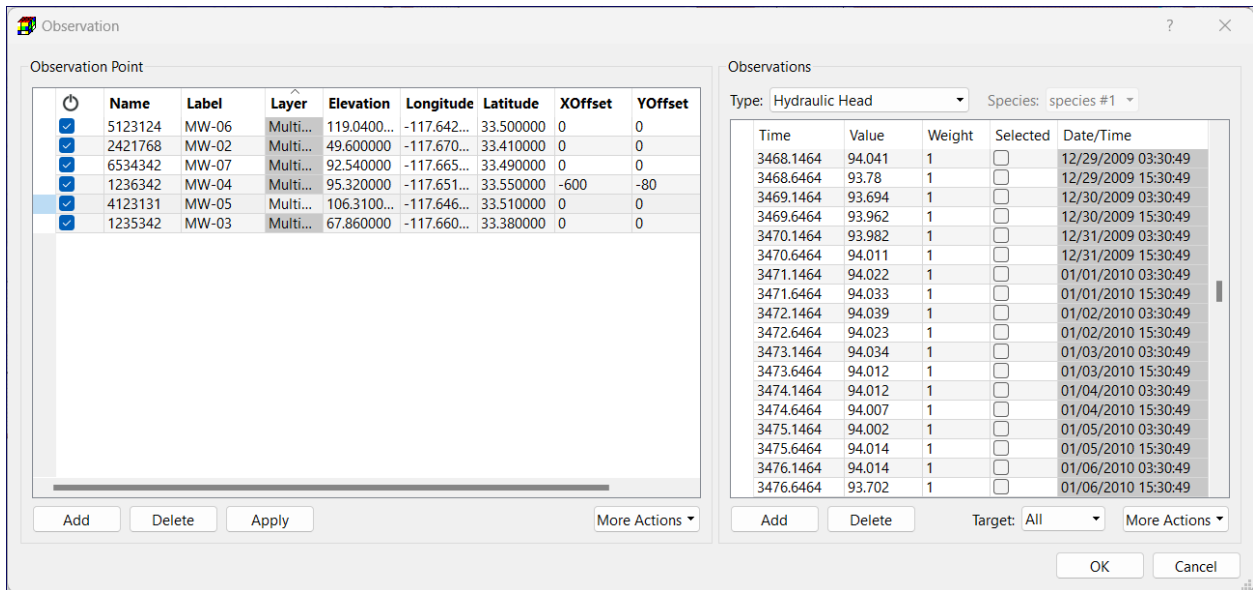 Observation ?
Observation Point
Name Label Layer Elevation Longitude Latitude XOffset YOffset
5123124 MW-06 Multi... 119.0400... -117.642... 33.500000 0 0
2421768 MW-02 Multi... 49.600000 -117.670... 33.410000 0 0
6534342 MW-07 Multi... 92.540000 -117.665... 33.490000 0 0
1236342 MW-04 Multi... 95.320000 -117.651... 33.550000 -600 -80
4123131 MW-05 Multi... 106.3100... -117.646... 33.510000 0 0
1235342 MW-03 Multi... 67.860000 -117.660... 33.380000 0 0
Add Delete Apply More Actions
Observations
Type: Hydraulic Head Species: species #1
Time Value Weight Selected Date/Time
3468.1464 94.041 1 12/29/2009 03:30:49
3468.6464 93.78 1 12/29/2009 15:30:49
3469.1464 93.694 1 12/30/2009 03:30:49
3469.6464 93.962 1 12/30/2009 15:30:49
3470.1464 93.982 1 12/31/2009 03:30:49
3470.6464 94.011 1 12/31/2009 15:30:49
3471.1464 94.022 1 01/01/2010 03:30:49
3471.6464 94.033 1 01/01/2010 15:30:49
3472.1464 94.039 1 01/02/2010 03:30:49
3472.6464 94.023 1 01/02/2010 15:30:49
3473.1464 94.034 1 01/03/2010 03:30:49
3473.6464 94.012 1 01/03/2010 15:30:49
3474.1464 94.012 1 01/04/2010 03:30:49
3474.6464 94.007 1 01/04/2010 15:30:49
3475.1464 94.002 1 01/05/2010 03:30:49
3475.6464 94.014 1 01/05/2010 15:30:49
3476.1464 94.014 1 01/06/2010 03:30:49
3476.6464 93.702 1 01/06/2010 15:30:49
Add Delete Target: All More Actions
OK Cancel